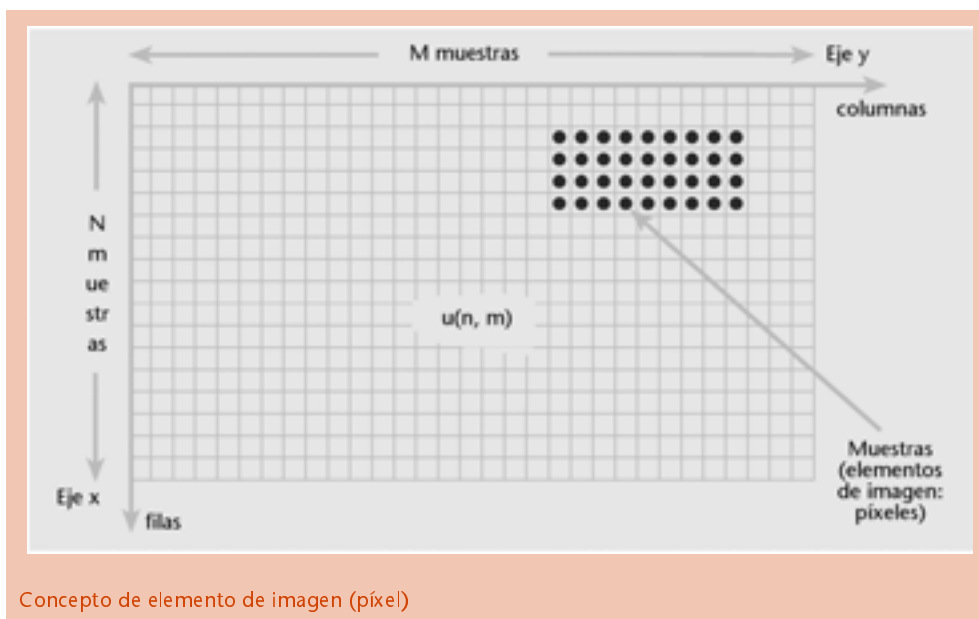 M muestras
Eje y
columnas
N
m
ue
str
as
u(n, m)
Muestras
(elementos
de imagen:
píxeles)
Eje x
filas
Concepto de elemento de imagen (píxel)